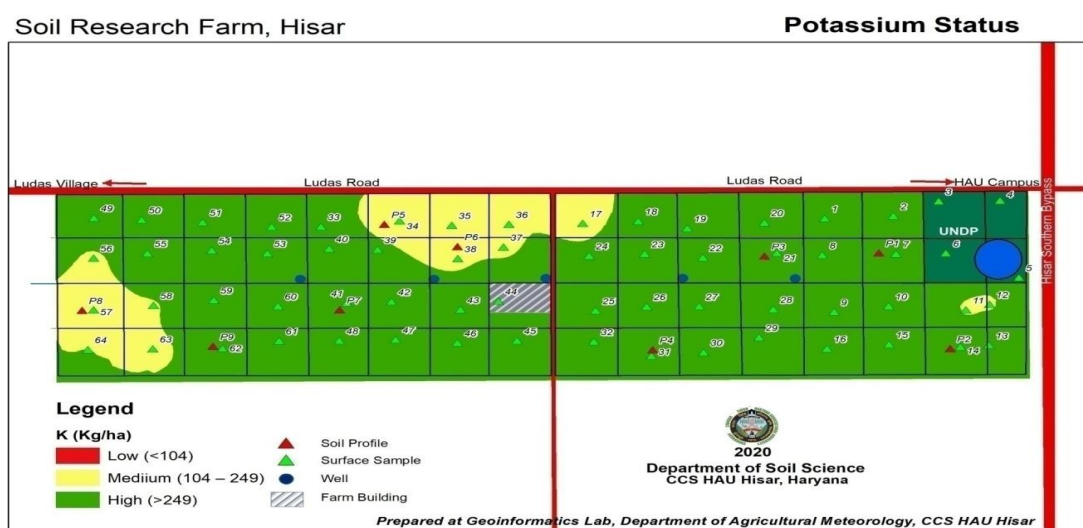 Soil Research Farm, Hisar
Potassium Status
Ludas Village
Ludas Road
Ludas Road
HAU Campus
Hisar Southern Bypass
49 50 51 52 33 P5 34 35 36 17 18 19 20 1 2 3 4
UNDP
56 55 54 53 40 39 P6 38 37 24 23 22 P3 21 8 P1 7 6 5
P8 57 58 59 60 41 P7 42 43 44 25 26 27 28 9 10 11 12
64 63 P9 62 61 48 47 46 45 32 P4 31 30 29 16 15 P2 14 13
Legend
K (Kg/ha)
Low (<104)
Mediium (104 – 249)
High (>249)
Soil Profile
Surface Sample
Well
Farm Building
2020
Department of Soil Science
CCS HAU Hisar, Haryana
Prepared at Geoinformatics Lab, Department of Agricultural Meteorology, CCS HAU Hisar